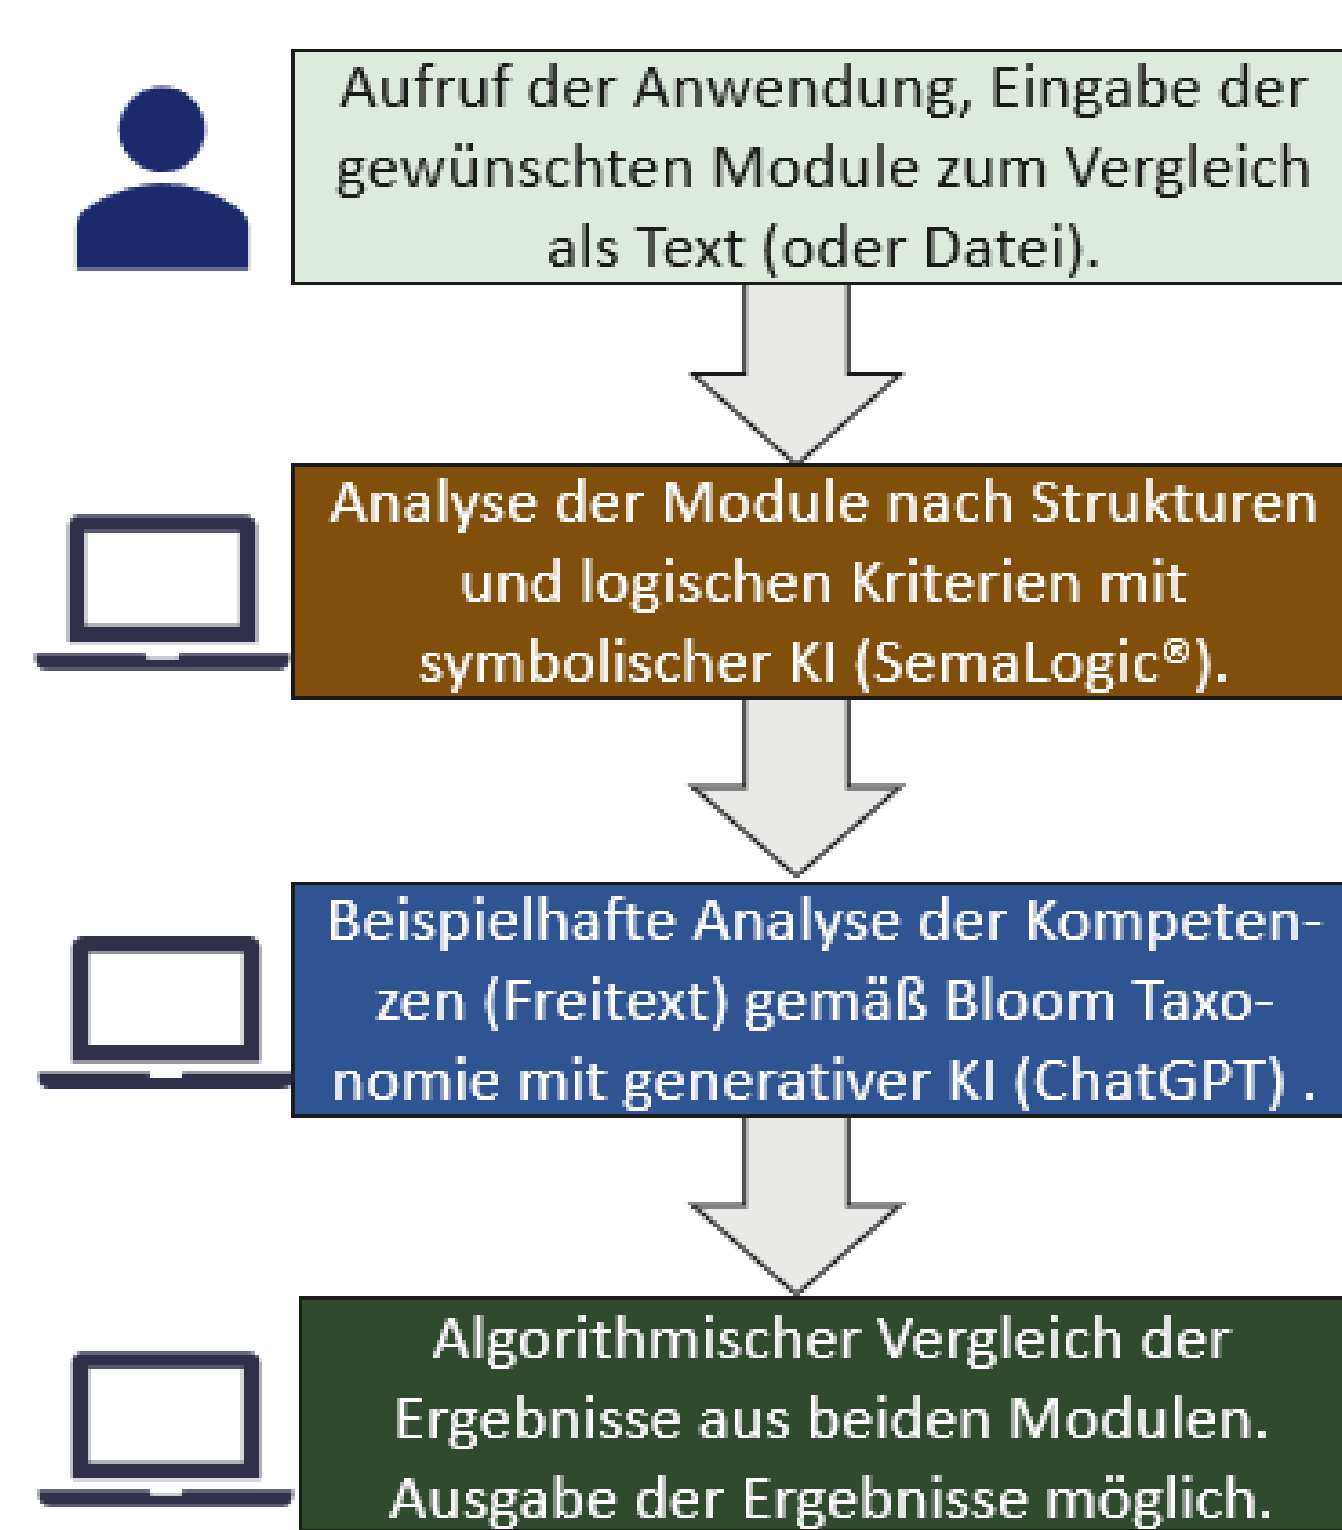 Aufruf der Anwendung, Eingabe der
gewünschten Module zum Vergleich
als Text (oder Datei).
Analyse der Module nach Strukturen
und logischen Kriterien mit
symbolischer KI (SemaLogic®).
Beispielhafte Analyse der Kompeten-
zen (Freitext) gemäß Bloom Taxo-
nomie mit generativer KI (ChatGPT) .
Algorithmischer Vergleich der
Ergebnisse aus beiden Modulen.
Ausgabe der Ergebnisse möglich.